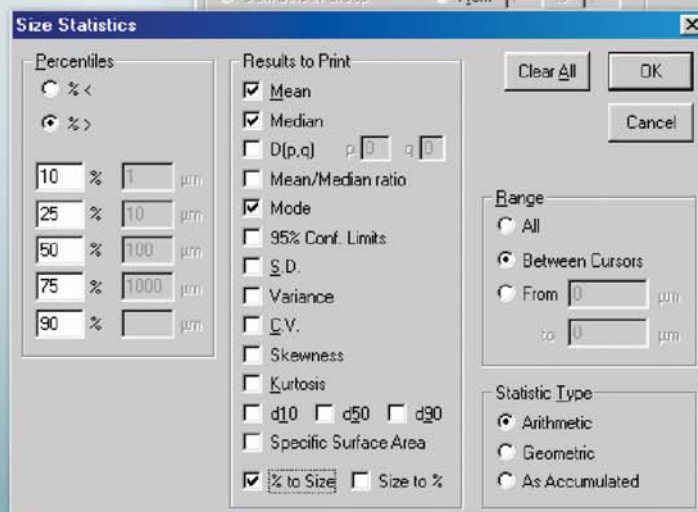 Size Statistics
Percentiles
% <
% >
10 % 1 µm
25 % 10 µm
50 % 100 µm
75 % 1000 µm
90 % µm
Results to Print
Mean
Median
D(p,q) p 0 q 0
Mean/Median ratio
Mode
95% Conf. Limits
S.D.
Variance
C.V.
Skewness
Kurtosis
d10 d50 d90
Specific Surface Area
% to Size Size to %
Clear All OK
Cancel
Range
All
Between Cursors
From 0 µm
to 0 µm
Statistic Type
Arithmetic
Geometric
As Accumulated